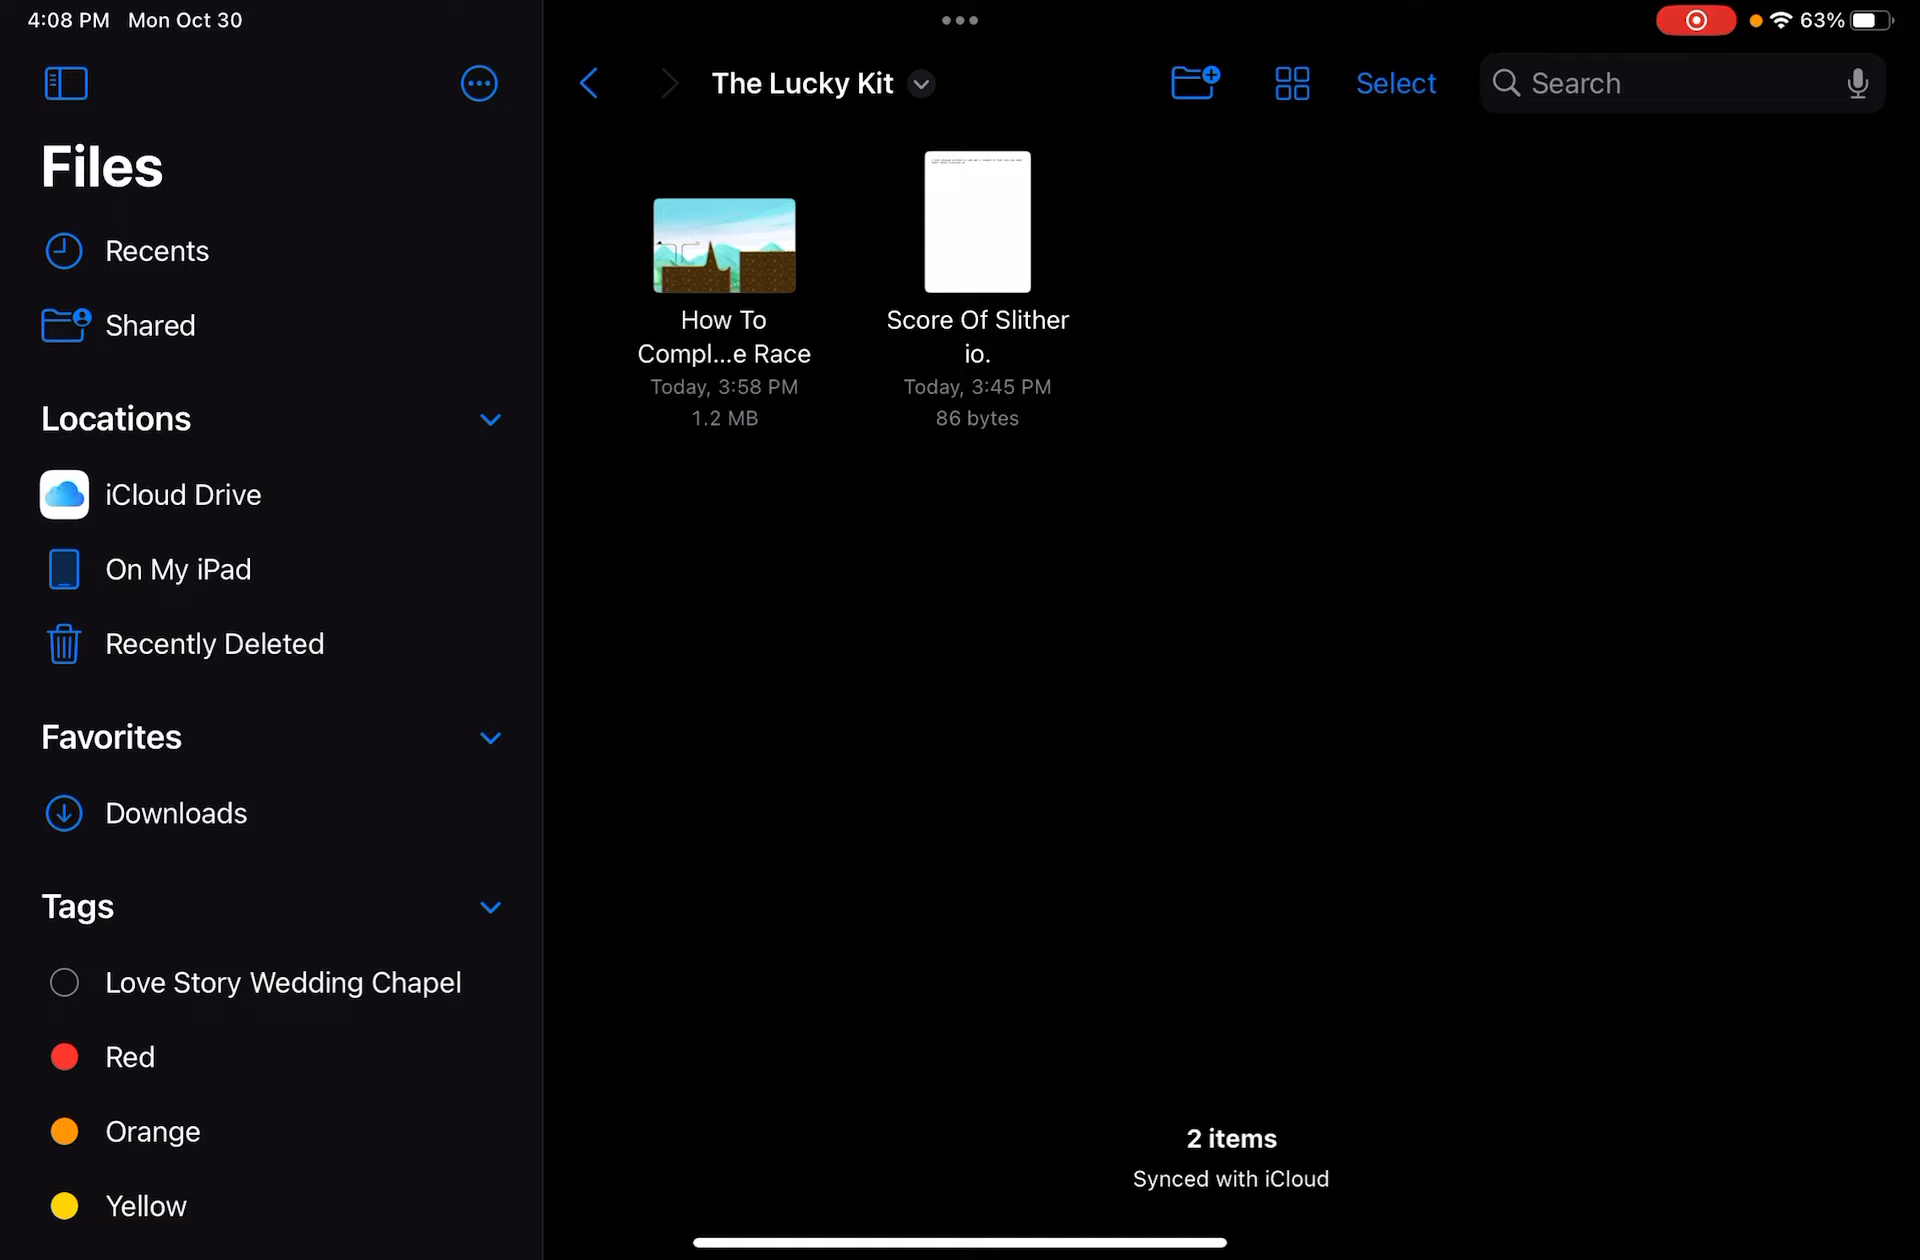 4:08 PM Mon Oct 30
63%
Files
Recents
Shared
Locations
iCloud Drive
On My iPad
Recently Deleted
Favorites
Downloads
Tags
Love Story Wedding Chapel
Red
Orange
Yellow
The Lucky Kit
Select
Search
How To
Compl...e Race
Today, 3:58 PM
1.2 MB
Score Of Slither
io.
Today, 3:45 PM
86 bytes
2 items
Synced with iCloud